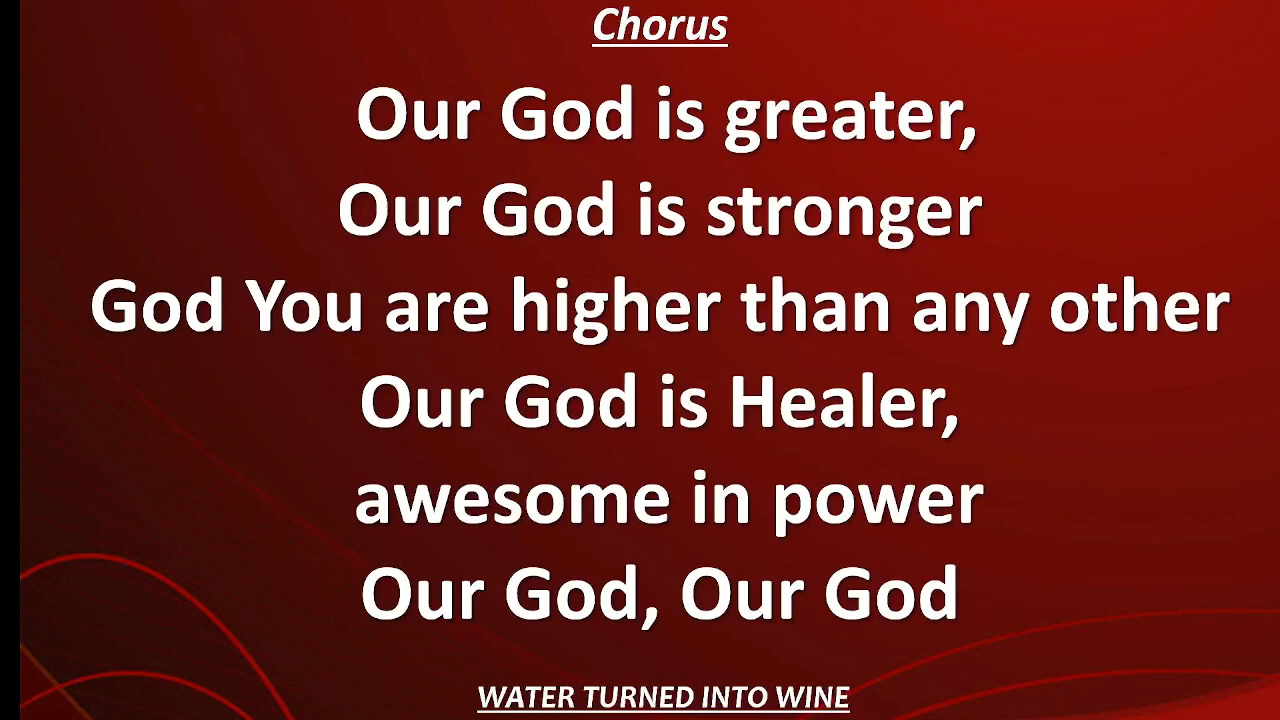 Chorus
Our God is greater,
Our God is stronger
God You are higher than any other
Our God is Healer,
awesome in power
Our God, Our God
WATER TURNED INTO WINE